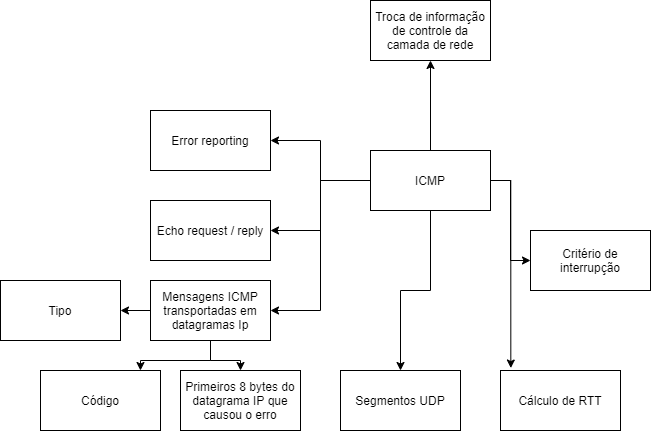 Troca de informação
de controle da
camada de rede
Error reporting
ICMP
Echo request / reply
Critério de
interrupção
Tipo
Mensagens ICMP
transportadas em
datagramas Ip
Código
Primeiros 8 bytes do
datagrama IP que
causou o erro
Segmentos UDP
Cálculo de RTT